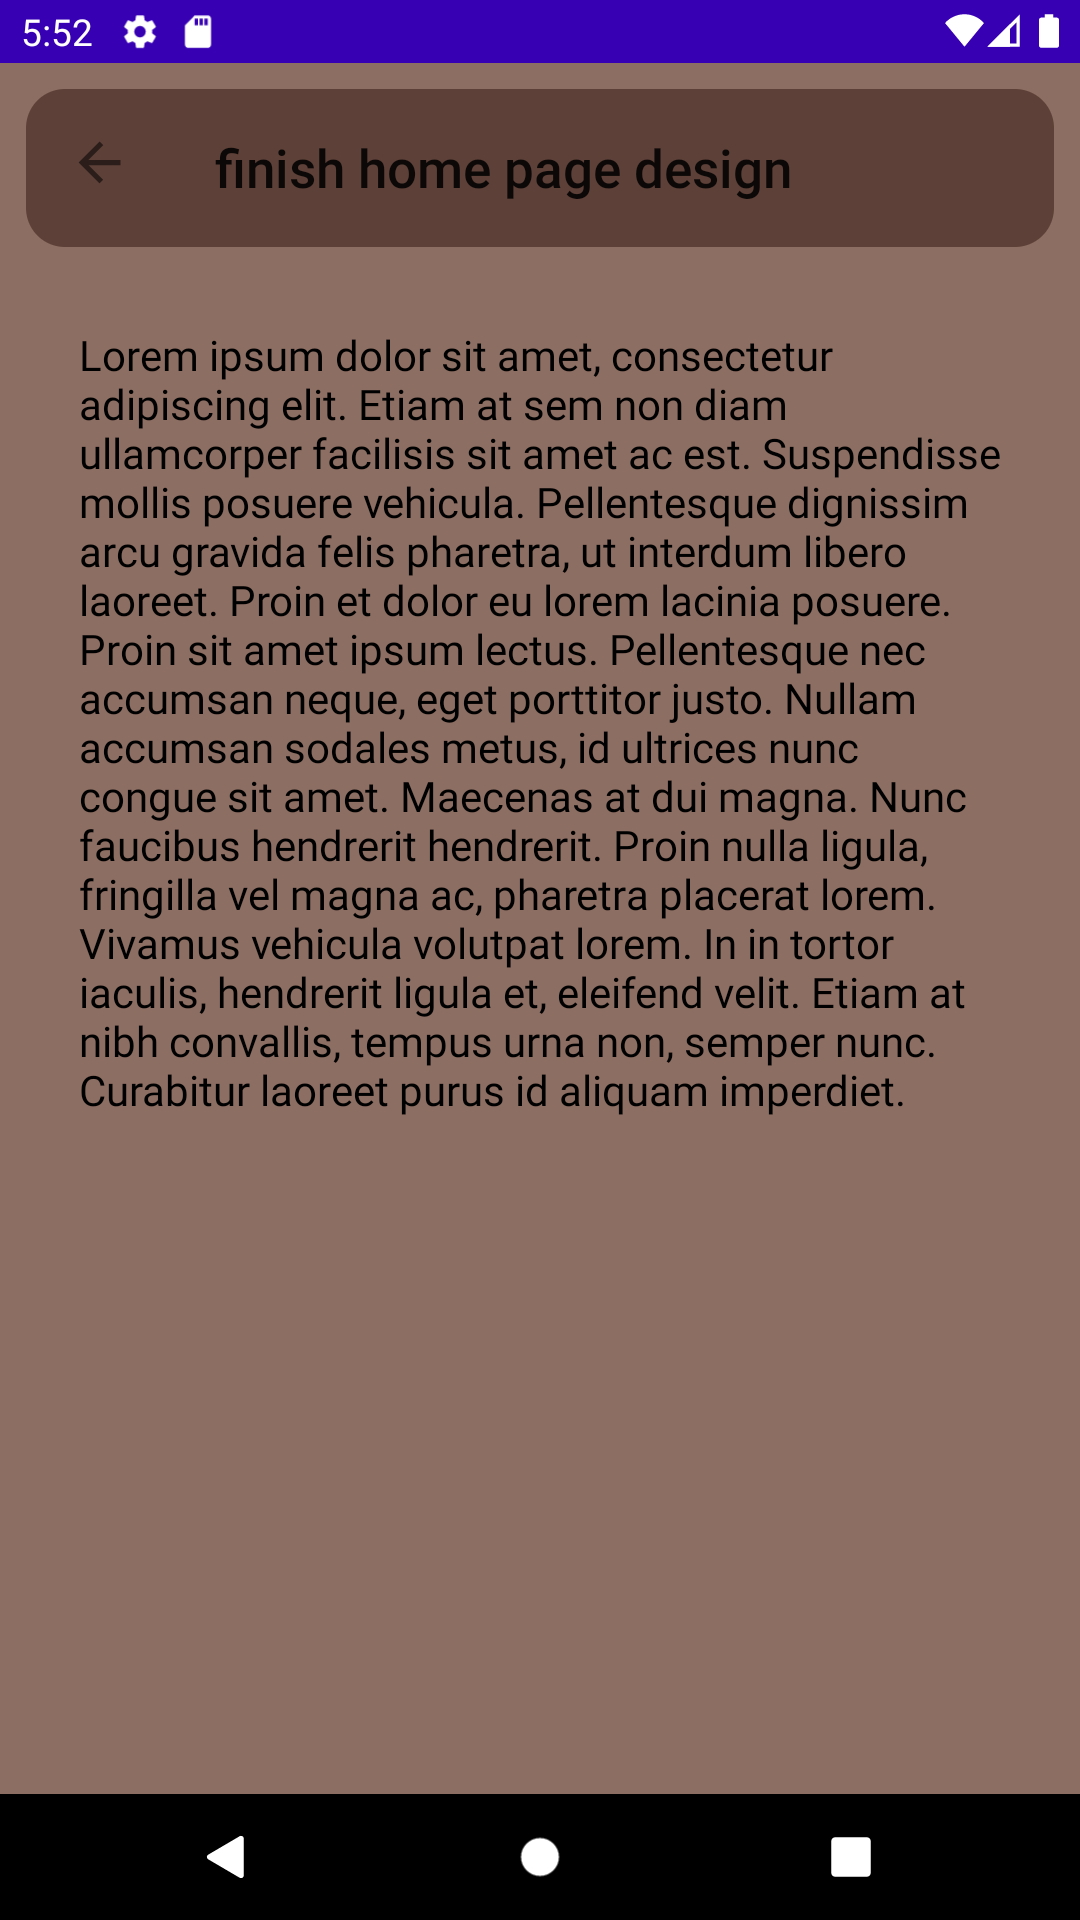 5:52
finish home page design
Lorem ipsum dolor sit amet, consectetur
adipiscing elit. Etiam at sem non diam
ullamcorper facilisis sit amet ac est. Suspendisse
mollis posuere vehicula. Pellentesque dignissim
arcu gravida felis pharetra, ut interdum libero
laoreet. Proin et dolor eu lorem lacinia posuere.
Proin sit amet ipsum lectus. Pellentesque nec
accumsan neque, eget porttitor justo. Nullam
accumsan sodales metus, id ultrices nunc
congue sit amet. Maecenas at dui magna. Nunc
faucibus hendrerit hendrerit. Proin nulla ligula,
fringilla vel magna ac, pharetra placerat lorem.
Vivamus vehicula volutpat lorem. In in tortor
iaculis, hendrerit ligula et, eleifend velit. Etiam at
nibh convallis, tempus urna non, semper nunc.
Curabitur laoreet purus id aliquam imperdiet.